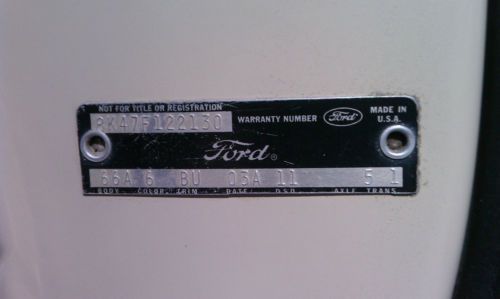 NOT FOR TITLE OR REGISTRATION
8K47F122130 WARRANTY NUMBER Ford MADE IN U.S.A.
Ford®
66A 6 BU 03A 11 5 1
BODY COLOR TRIM DATE D.S.O. AXLE TRANS.